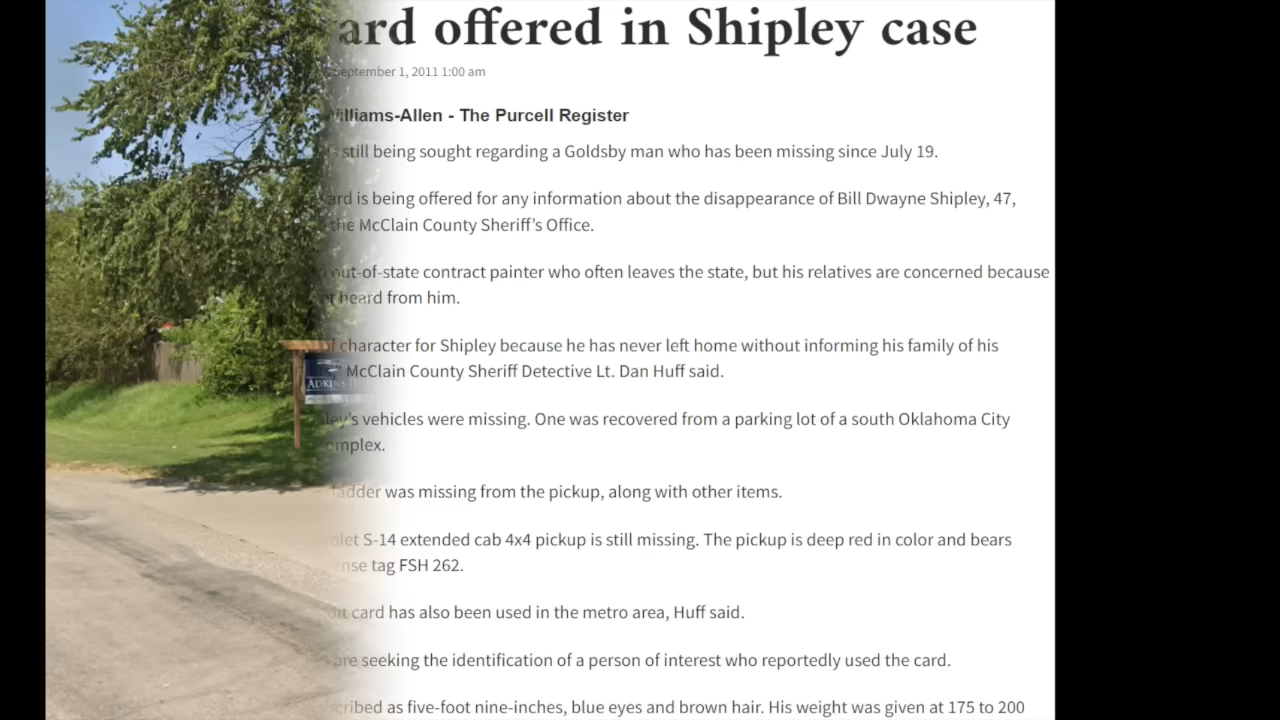 ard offered in Shipley case
September 1, 2011 1:00 am
illiams-Allen - The Purcell Register
still being sought regarding a Goldsby man who has been missing since July 19.
ard is being offered for any information about the disappearance of Bill Dwayne Shipley, 47,
the McClain County Sheriff's Office.
out-of-state contract painter who often leaves the state, but his relatives are concerned because
heard from him.
character for Shipley because he has never left home without informing his family of his
McClain County Sheriff Detective Lt. Dan Huff said.
ley's vehicles were missing. One was recovered from a parking lot of a south Oklahoma City
omplex.
ladder was missing from the pickup, along with other items.
olet S-14 extended cab 4x4 pickup is still missing. The pickup is deep red in color and bears
ense tag FSH 262.
card has also been used in the metro area, Huff said.
are seeking the identification of a person of interest who reportedly used the card.
cribed as five-foot nine-inches, blue eyes and brown hair. His weight was given at 175 to 200
ADKINS